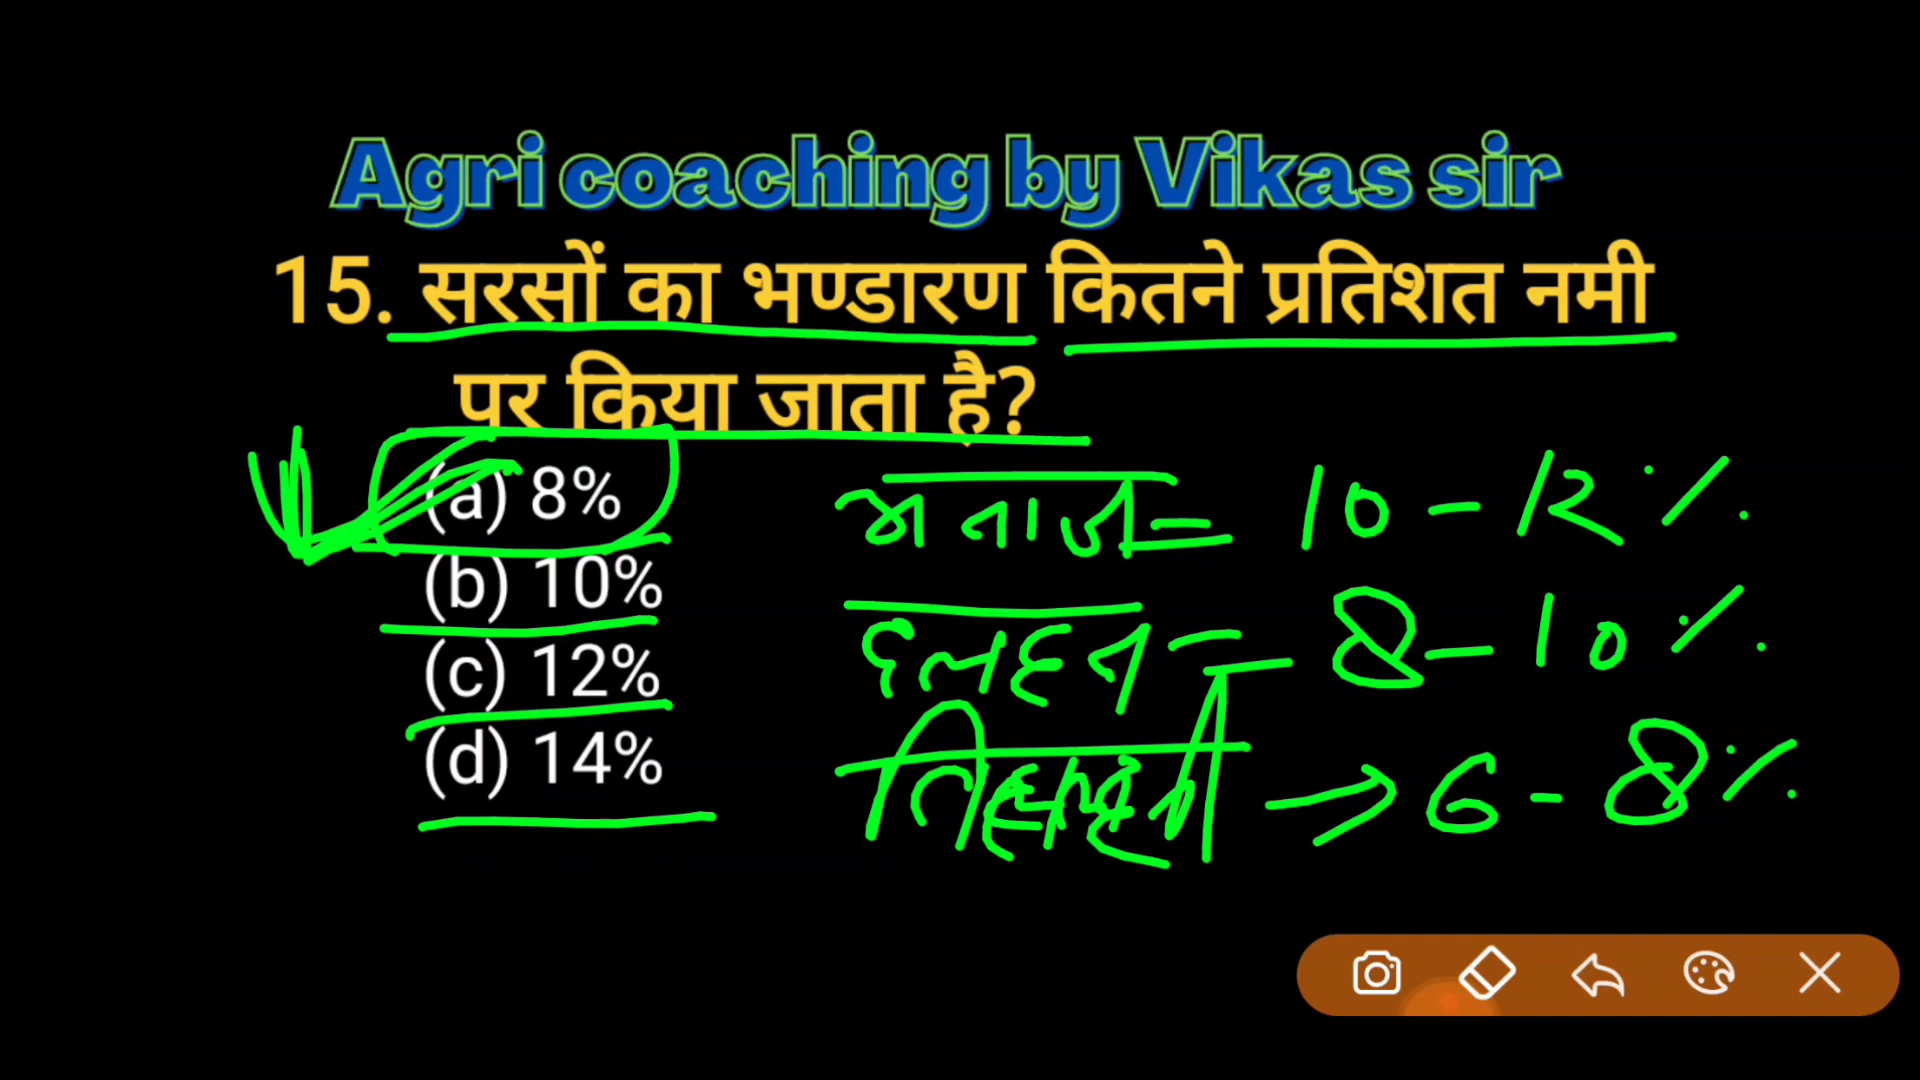 Agri coaching by Vikas sir
15. सरसों का भण्डारण कितने प्रतिशत नमी
पर किया जाता है?
(a) 8%
(b) 10%
(c) 12%
(d) 14%
अनाज = 10 - 12 %.
दलहन = 8 - 10 %.
→ 6 - 8 %.